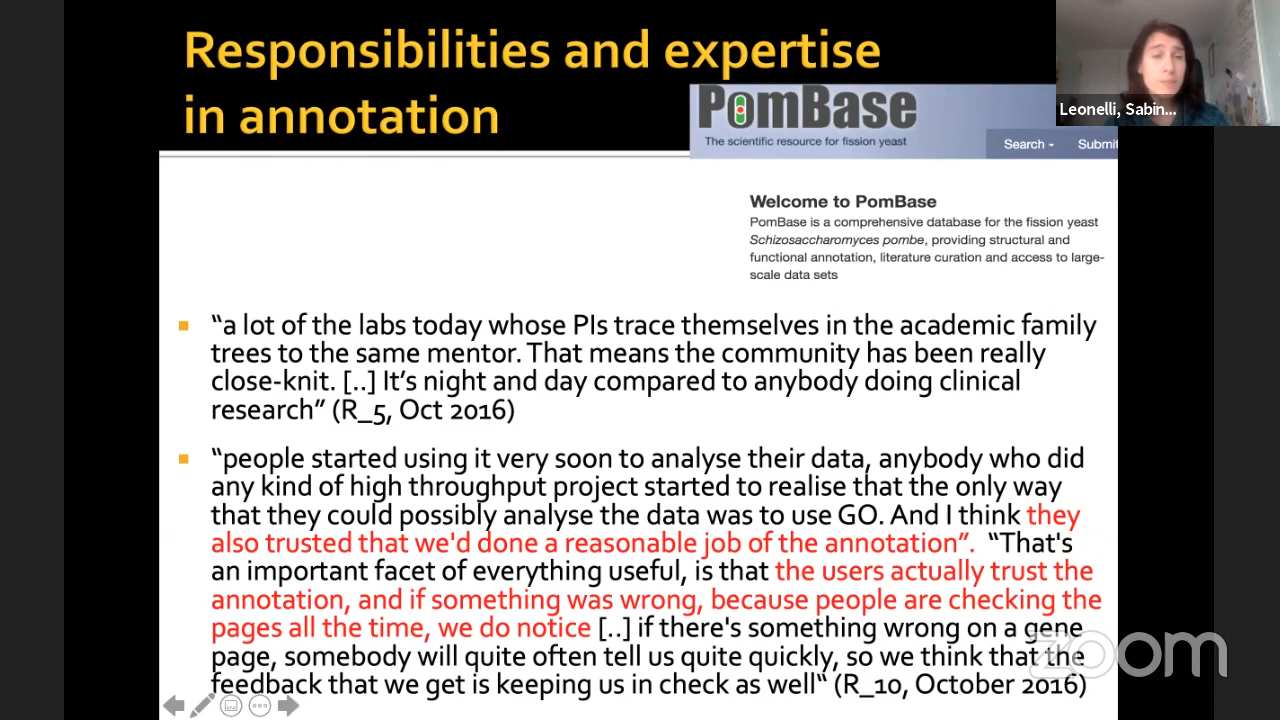 Responsibilities and expertise
in annotation
PomBase
The scientific resource for fission yeast
Search
Submit
Leonelli, Sabin...
Welcome to PomBase
PomBase is a comprehensive database for the fission yeast
Schizosaccharomyces pombe, providing structural and
functional annotation, literature curation and access to large-
scale data sets
“a lot of the labs today whose PIs trace themselves in the academic family
trees to the same mentor. That means the community has been really
close-knit. [..] It’s night and day compared to anybody doing clinical
research” (R_5, Oct 2016)
“people started using it very soon to analyse their data, anybody who did
any kind of high throughput project started to realise that the only way
that they could possibly analyse the data was to use GO. And I think they
also trusted that we'd done a reasonable job of the annotation”. “That's
an important facet of everything useful, is that the users actually trust the
annotation, and if something was wrong, because people are checking the
pages all the time, we do notice [..] if there's something wrong on a gene
page, somebody will quite often tell us quite quickly, so we think that the
feedback that we get is keeping us in check as well“ (R_10, October 2016)
zoom